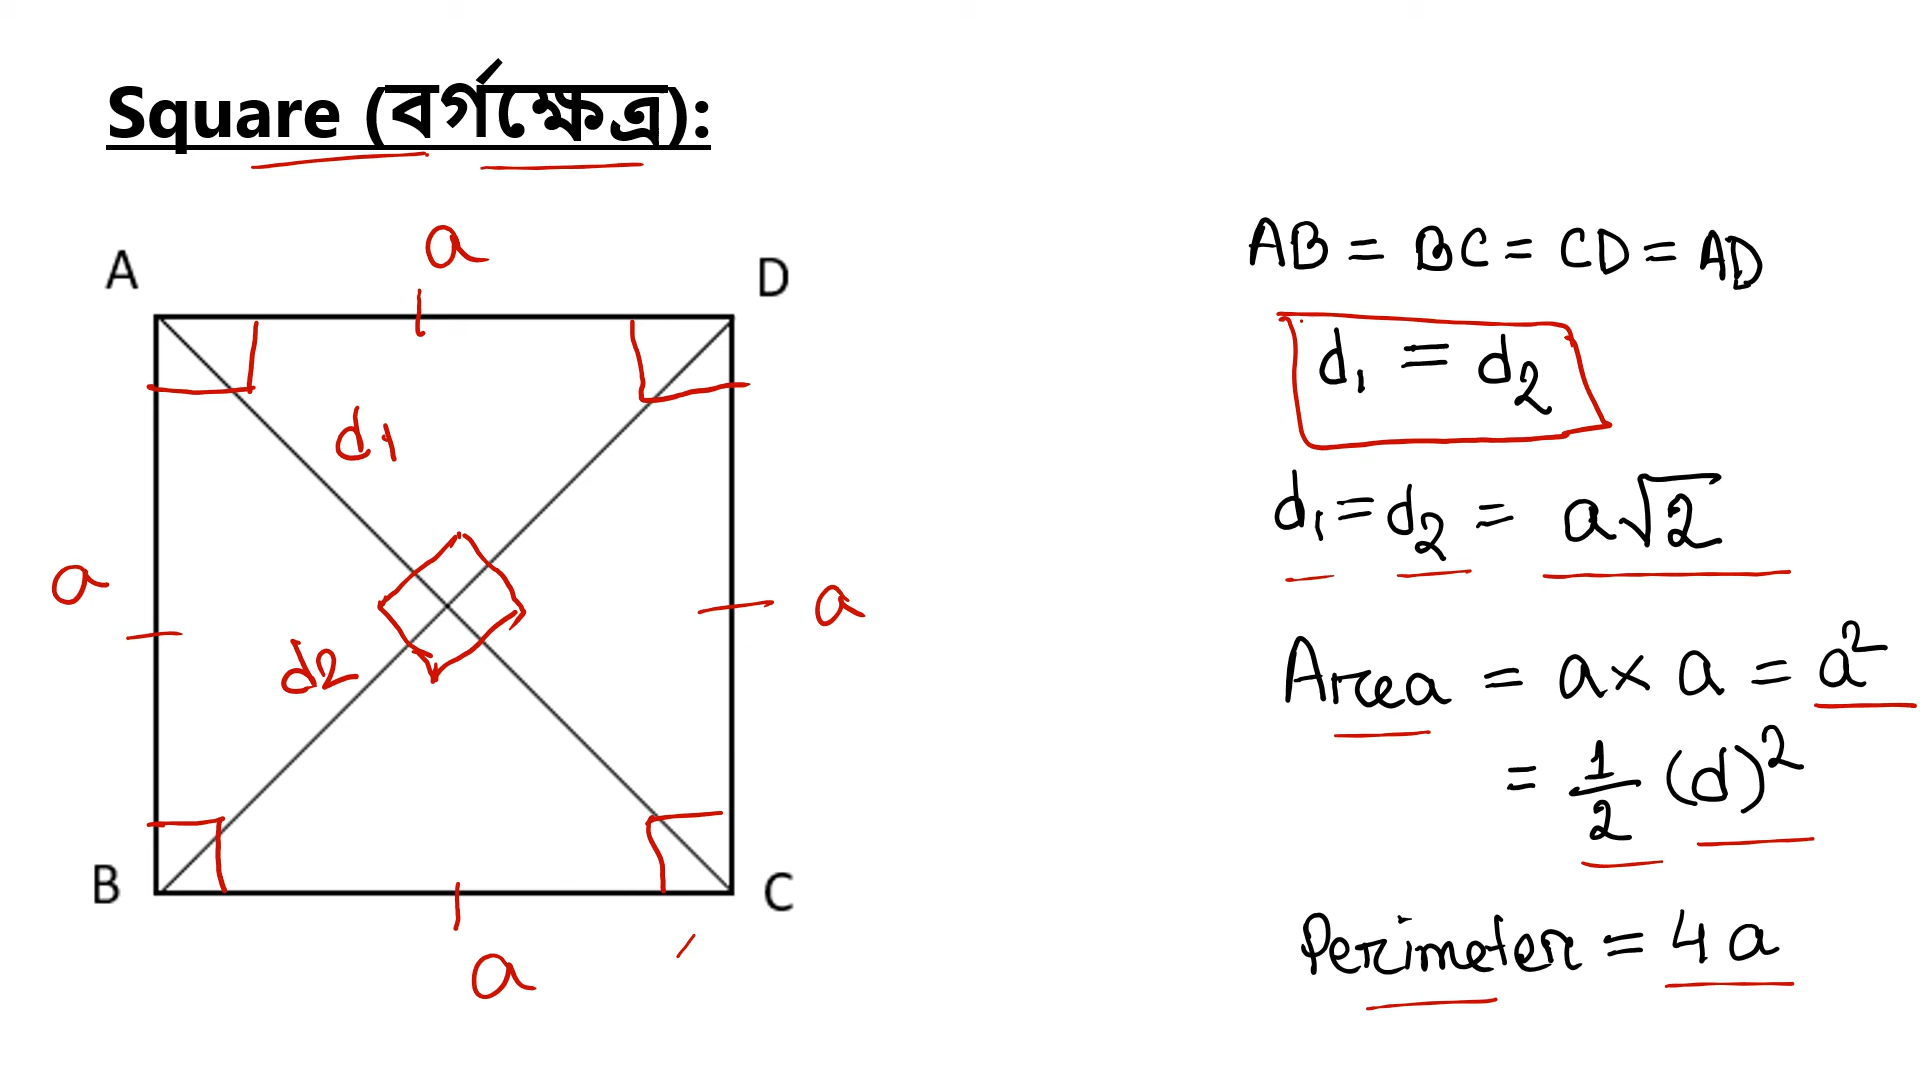 Square (বর্গক্ষেত্র):
a
A
D
d1
a
a
d2
B
C
a
AB = BC = CD = AD
d₁ = d₂
d₁ = d₂ = a√2
Area = a × a = a²
= 1/2 (d)²
Perimeter = 4a